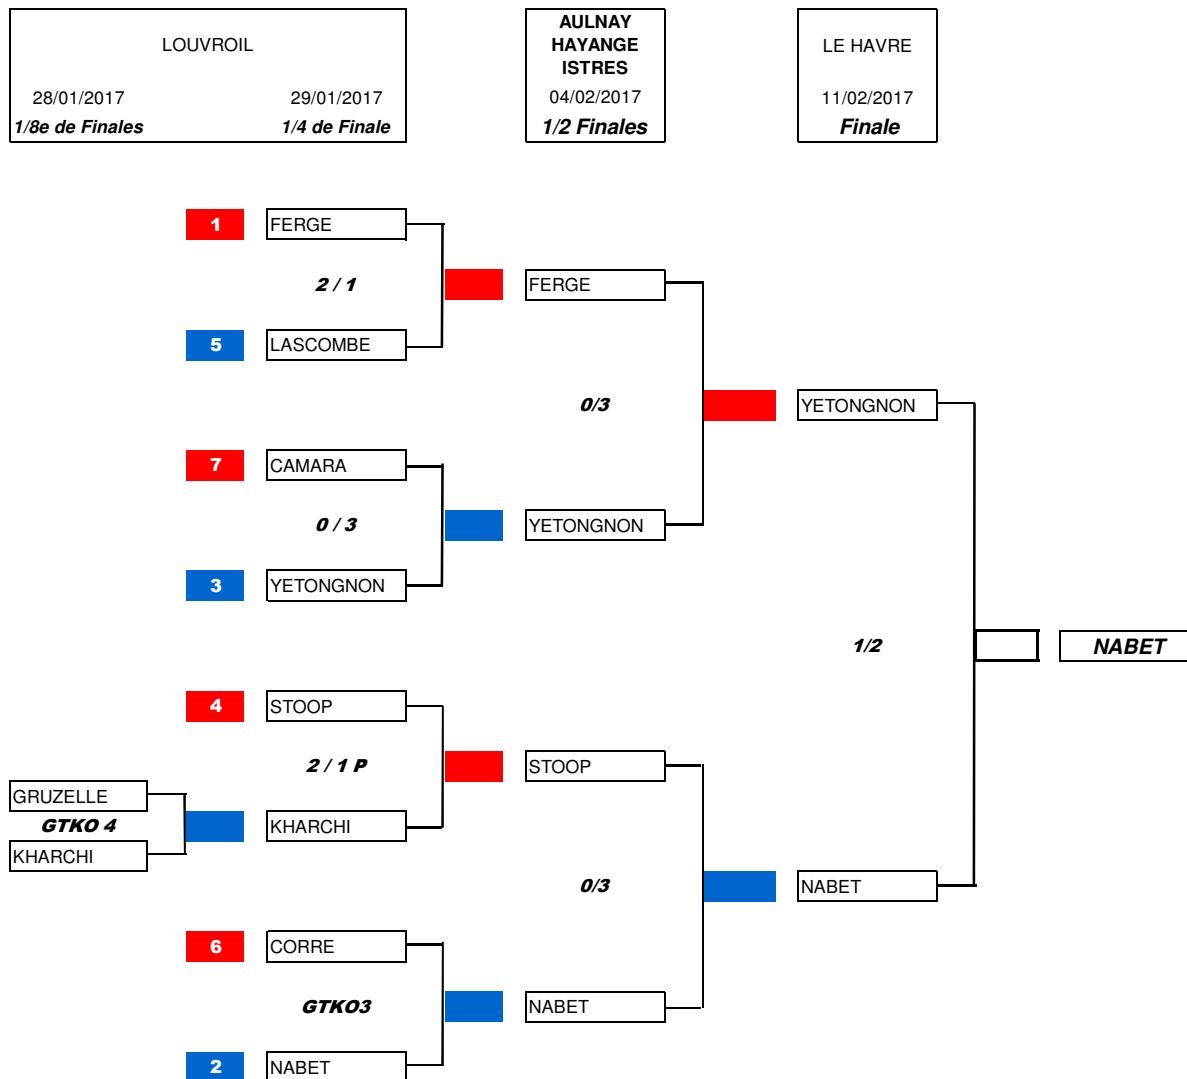 LOUVROIL
28/01/2017 29/01/2017
1/8e de Finales 1/4 de Finale
AULNAY
HAYANGE
ISTRES
04/02/2017
1/2 Finales
LE HAVRE
11/02/2017
Finale
1 FERGE
2 / 1
FERGE
5 LASCOMBE
0/3
YETONGNON
7 CAMARA
0 / 3
YETONGNON
3 YETONGNON
1/2
NABET
4 STOOP
2 / 1 P
STOOP
GRUZELLE
GTKO 4
KHARCHI
KHARCHI
0/3
NABET
6 CORRE
GTKO3
NABET
2 NABET